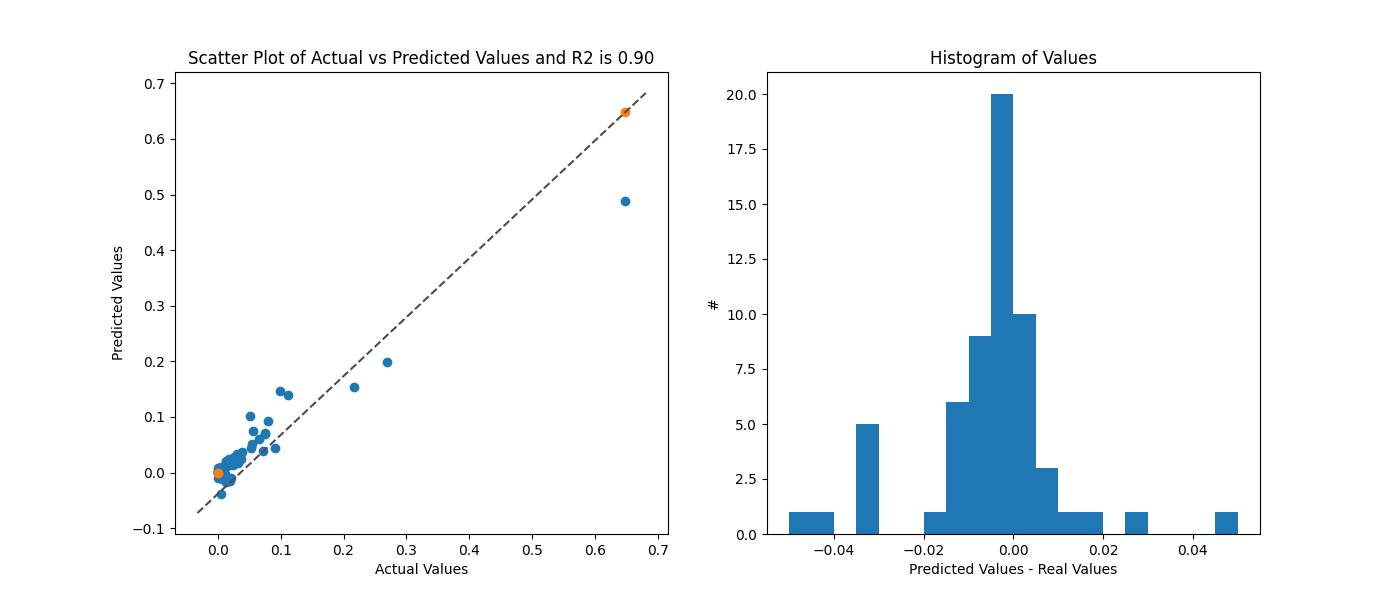 Scatter Plot of Actual vs Predicted Values and R2 is 0.90
0.7
0.6
0.5
0.4
0.3
0.2
0.1
0.0
−0.1
Predicted Values
0.0 0.1 0.2 0.3 0.4 0.5 0.6 0.7
Actual Values
Histogram of Values
20.0
17.5
15.0
12.5
10.0
7.5
5.0
2.5
0.0
#
−0.04 −0.02 0.00 0.02 0.04
Predicted Values - Real Values